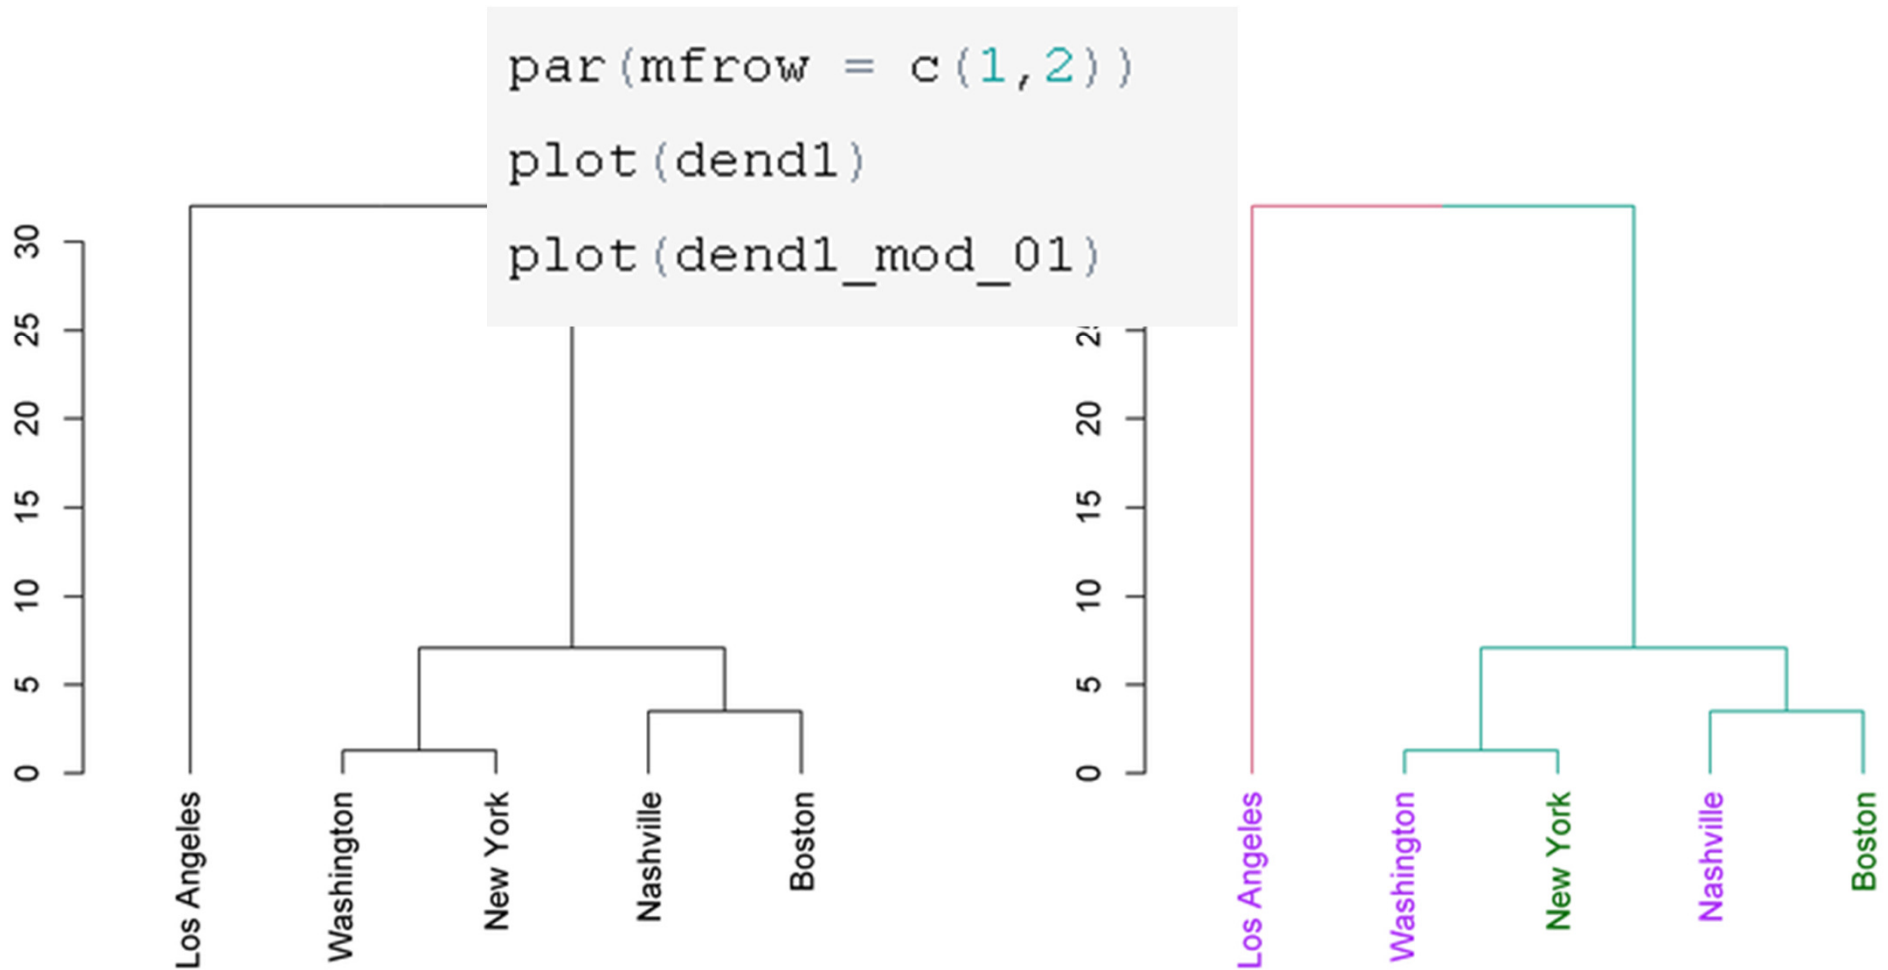 par(mfrow = c(1,2))
plot(dend1)
plot(dend1_mod_01)
30
25
20
15
10
5
0
Los Angeles
Washington
New York
Nashville
Boston
25
20
15
10
5
0
Los Angeles
Washington
New York
Nashville
Boston